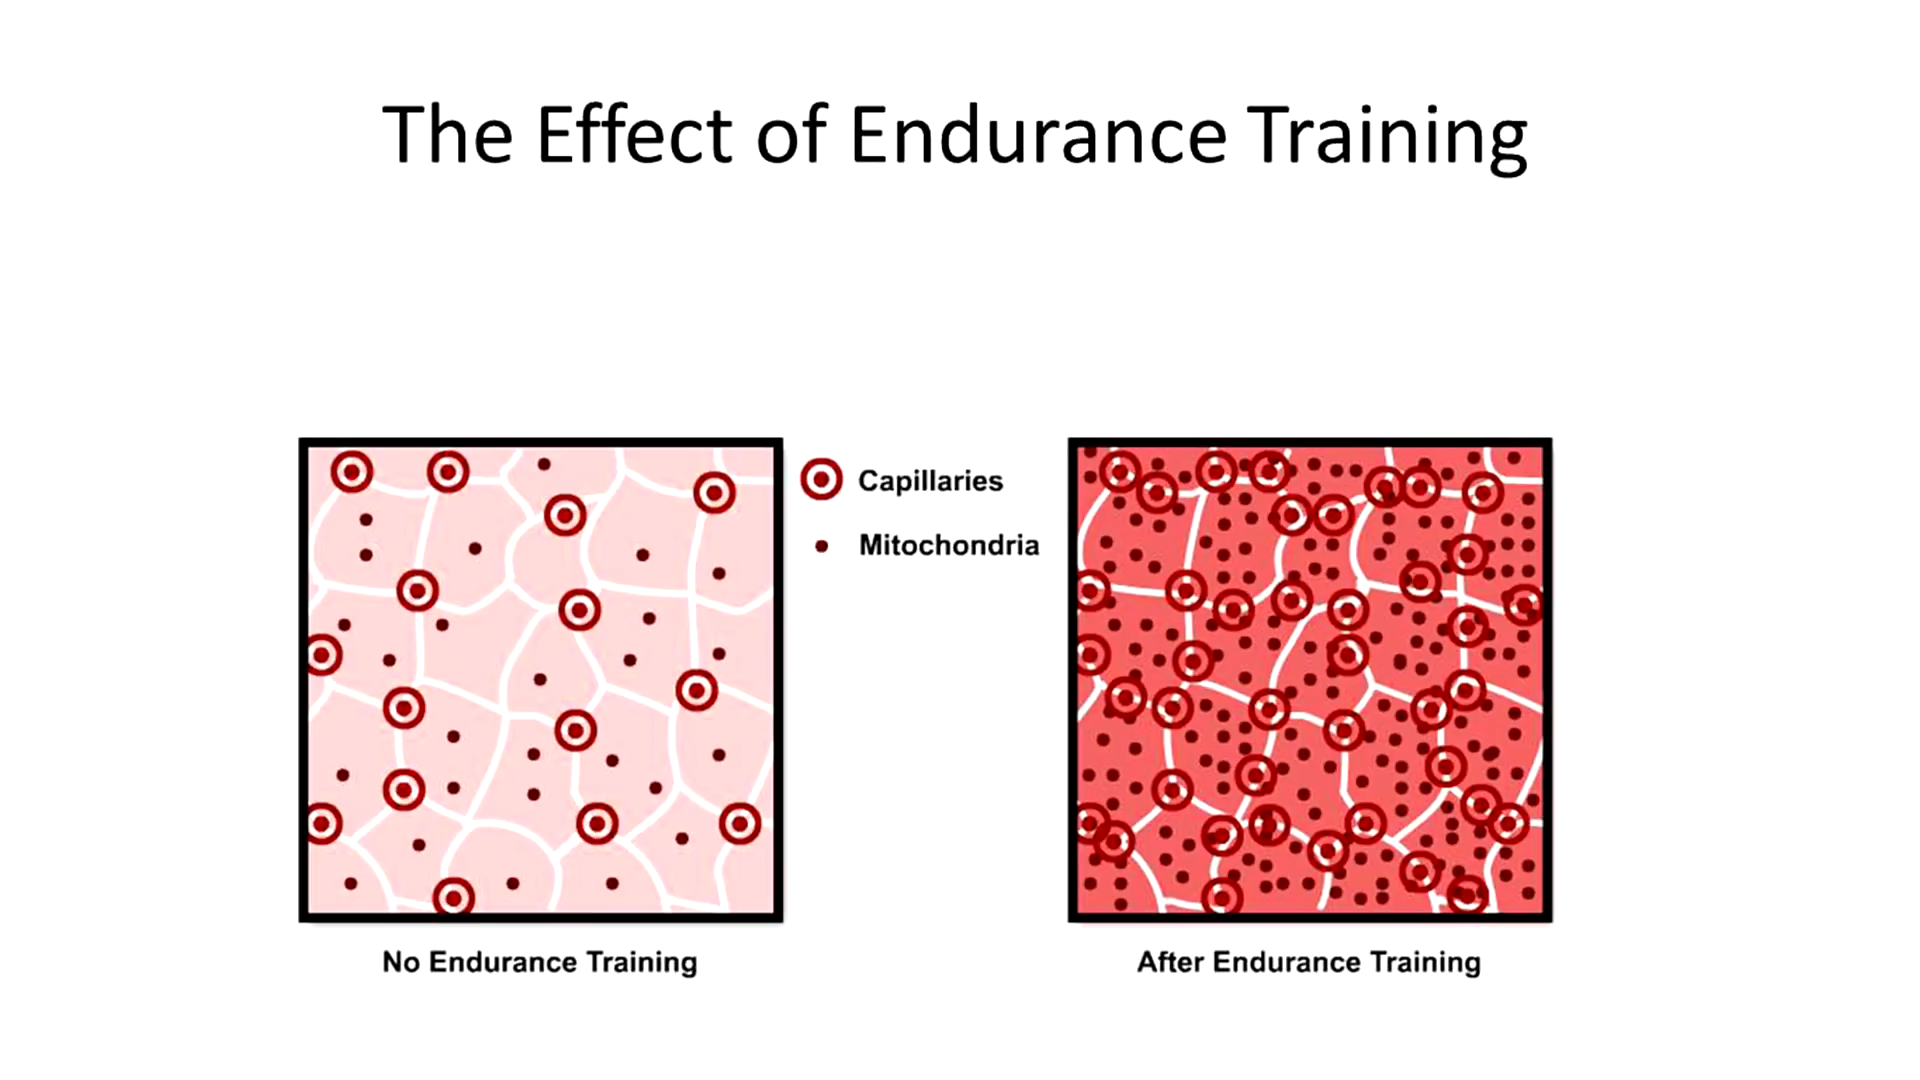 The Effect of Endurance Training
Capillaries
Mitochondria
No Endurance Training
After Endurance Training